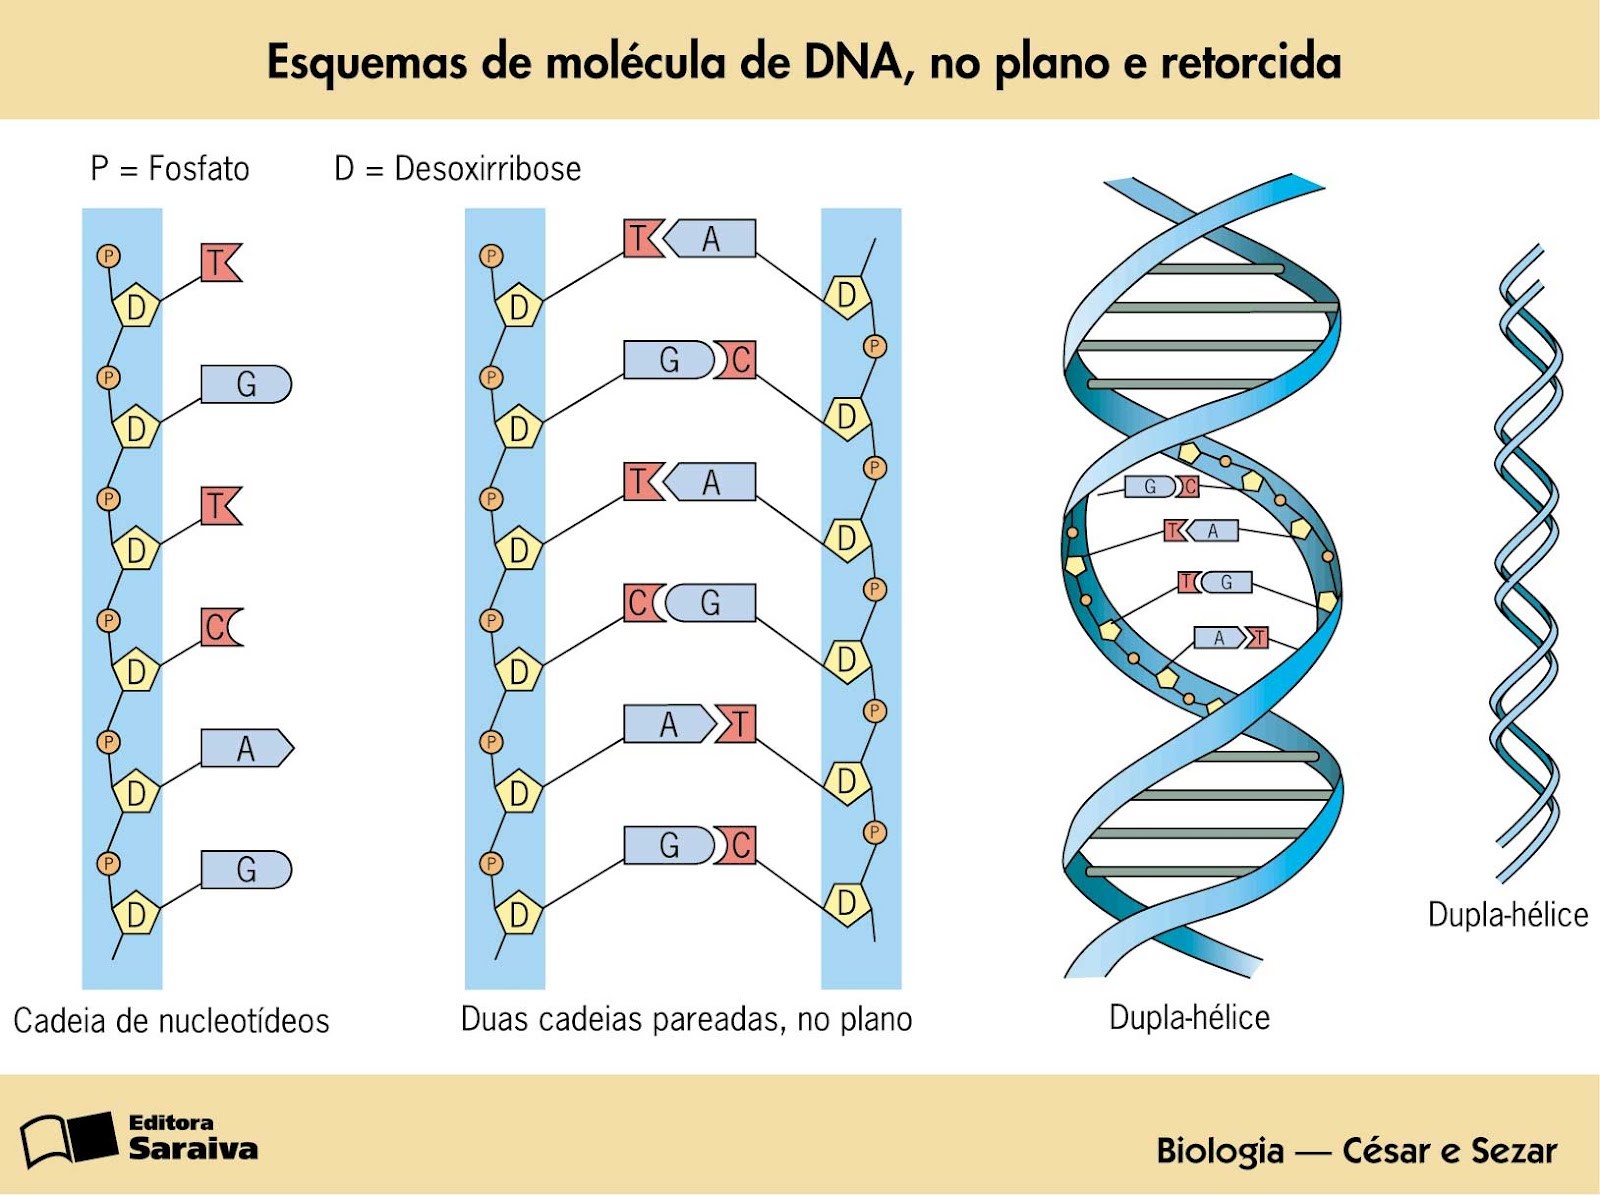 Esquemas de molécula de DNA, no plano e retorcida
P = Fosfato D = Desoxirribose
P
D
T
P
D
G
P
D
T
P
D
C
P
D
A
P
D
G
Cadeia de nucleotídeos
P
D
T A
D
P
P
D
G C
D
P
P
D
T A
D
P
P
D
C G
D
P
P
D
A T
D
P
P
D
G C
D
Duas cadeias pareadas, no plano
G C
T A
T G
A T
Dupla-hélice
Dupla-hélice
Editora
Saraiva
Biologia — César e Sezar